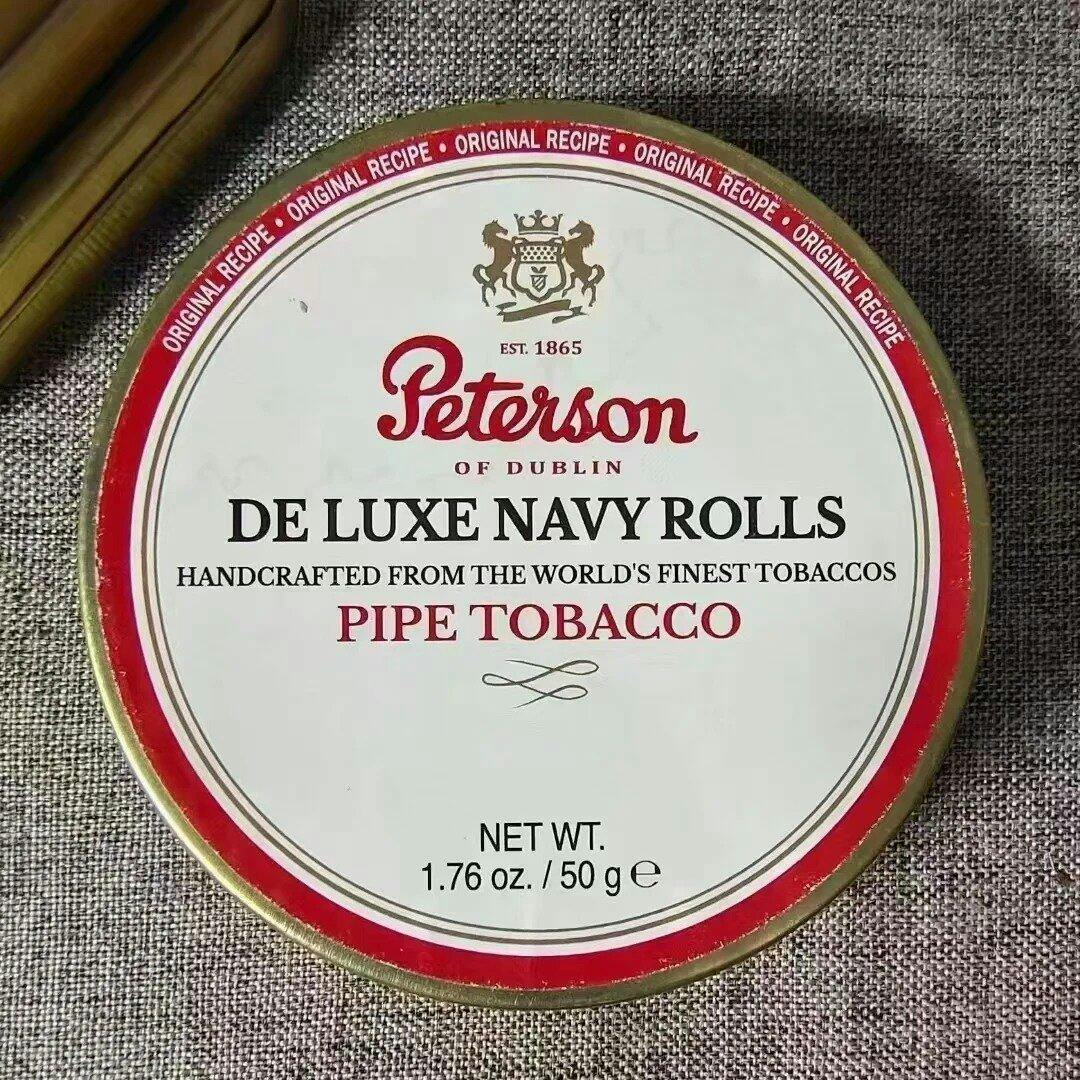 ORIGINAL RECIPE • ORIGINAL RECIPE • ORIGINAL RECIPE • ORIGINAL RECIPE • ORIGINAL RECIPE
EST. 1865
Peterson
OF DUBLIN
DE LUXE NAVY ROLLS
HANDCRAFTED FROM THE WORLD'S FINEST TOBACCOS
PIPE TOBACCO
NET WT.
1.76 oz. / 50 g ℮